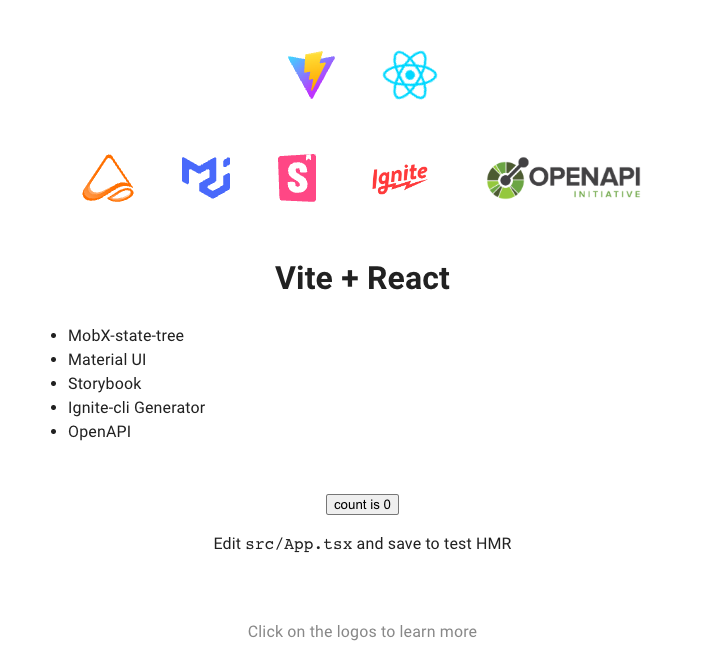 S
Ignite
OPENAPI
INITIATIVE
Vite + React
MobX-state-tree
Material UI
Storybook
Ignite-cli Generator
OpenAPI
count is 0
Edit src/App.tsx and save to test HMR
Click on the logos to learn more